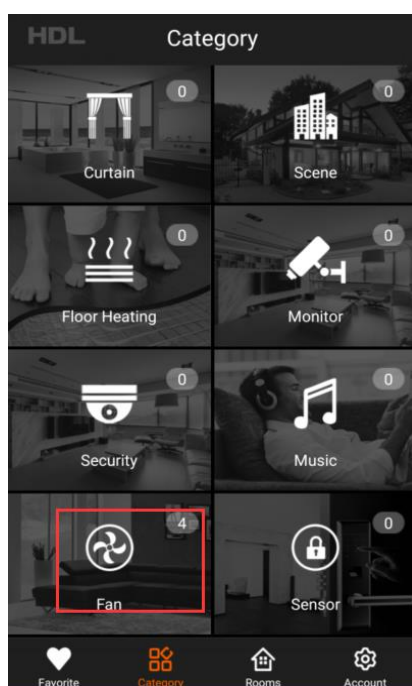 HDL Category
0 0
Curtain Scene
0 0
Floor Heating Monitor
0 0
Security Music
4 0
Fan Sensor
Favorite Category Rooms Account